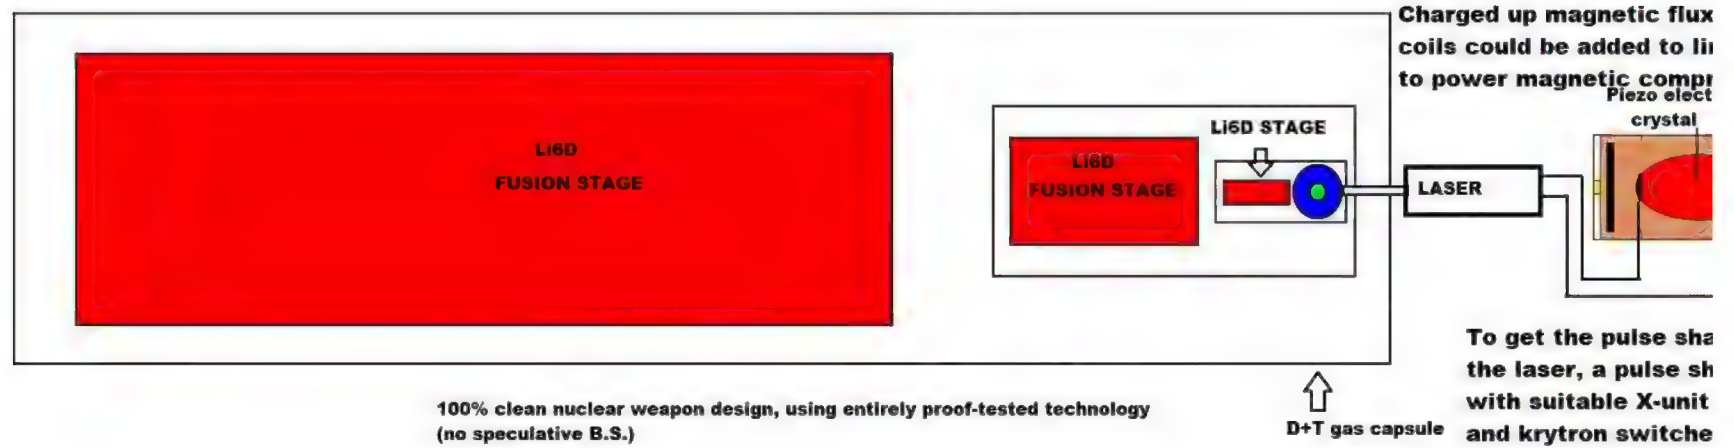 Charged up magnetic flux
coils could be added to
to power magnetic
Piezo
crystal
Li6D STAGE
Li6D
FUSION STAGE
Li6D
FUSION STAGE
LASER
To get the pulse
the laser, a pulse
with suitable X-unit
and krytron
D+T gas capsule
100% clean nuclear weapon design, using entirely proof-tested technology
(no speculative B.S.)